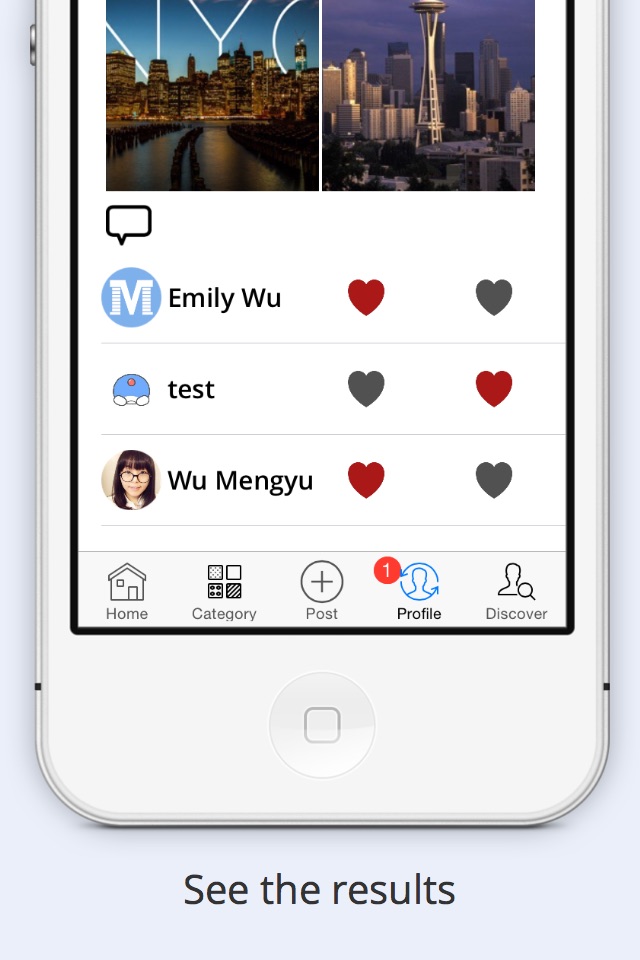 NYC
M Emily Wu
test
Wu Mengyu
1
Home Category Post Profile Discover
See the results